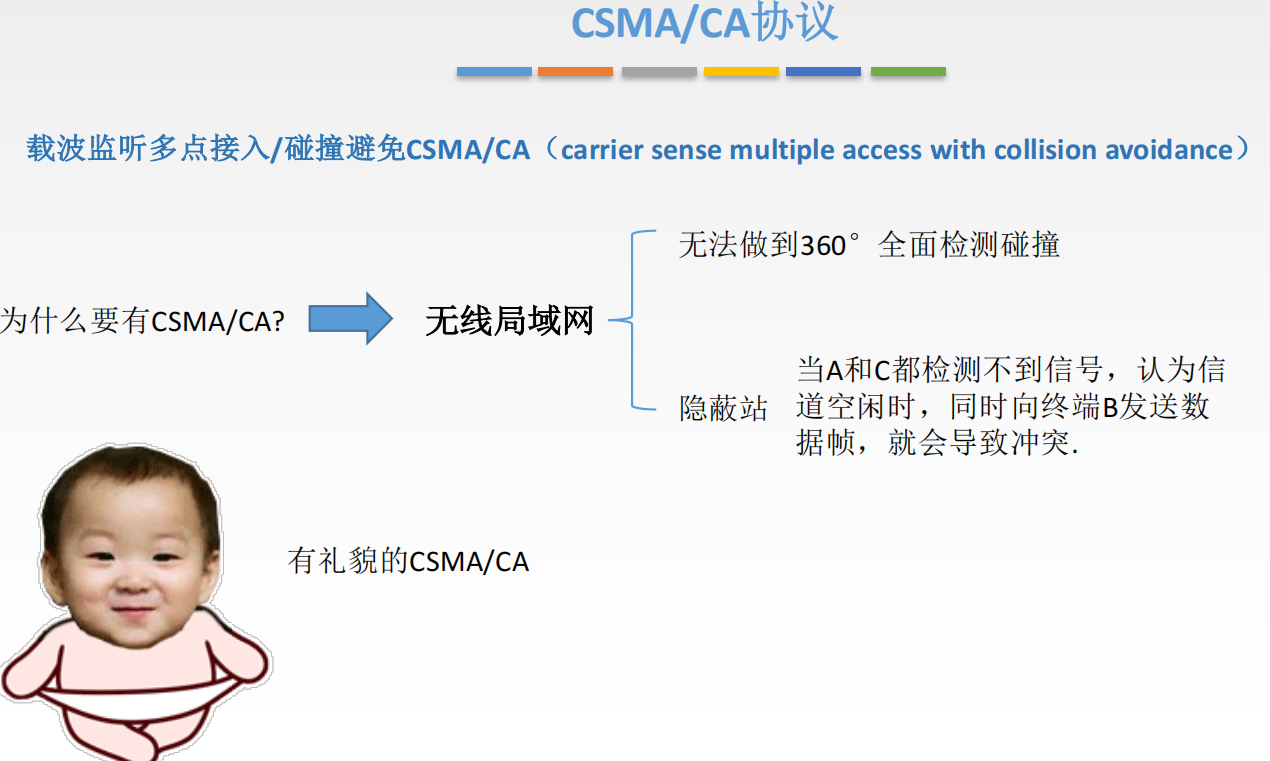 CSMA/CA协议
载波监听多点接入/碰撞避免CSMA/CA（carrier sense multiple access with collision avoidance）
无法做到360°全面检测碰撞
为什么要有CSMA/CA?
无线局域网
隐蔽站
当A和C都检测不到信号，认为信
道空闲时，同时向终端B发送数
据帧，就会导致冲突.
有礼貌的CSMA/CA